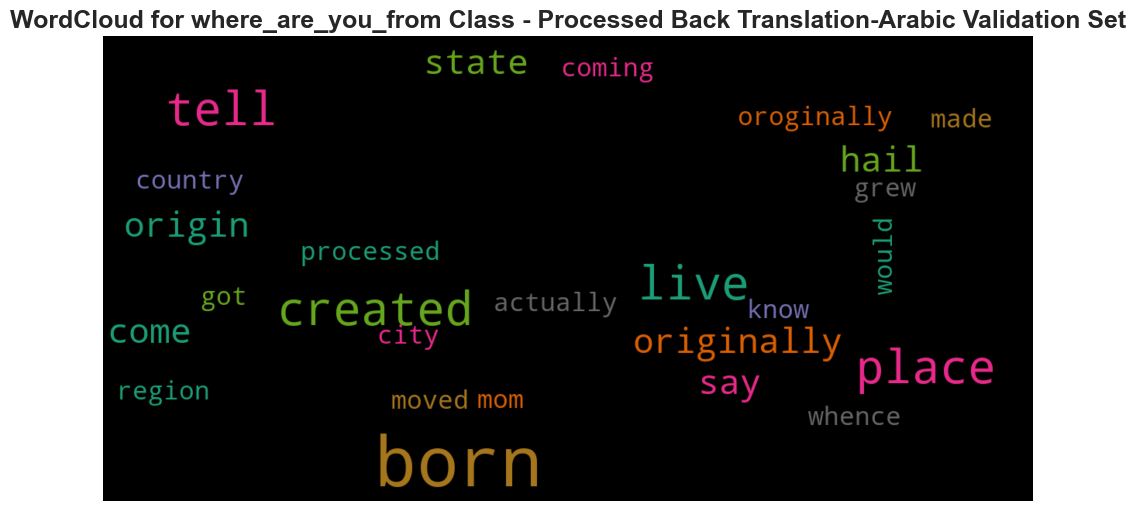 WordCloud for where_are_you_from Class - Processed Back Translation-Arabic Validation Set
state
coming
tell
oroginally
made
hail
country
grew
origin
would
processed
live
got
created
actually
know
come
city
originally
place
say
region
moved
mom
whence
born